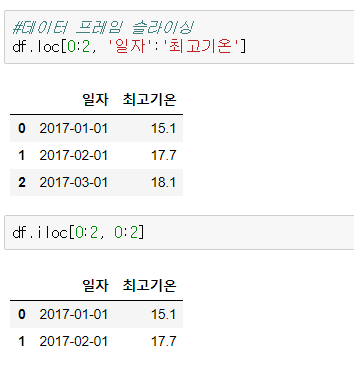 #데이터 프레임 슬라이싱
df.loc[0:2, '일자':'최고기온']
일자 최고기온
0 2017-01-01 15.1
1 2017-02-01 17.7
2 2017-03-01 18.1
df.iloc[0:2, 0:2]
일자 최고기온
0 2017-01-01 15.1
1 2017-02-01 17.7